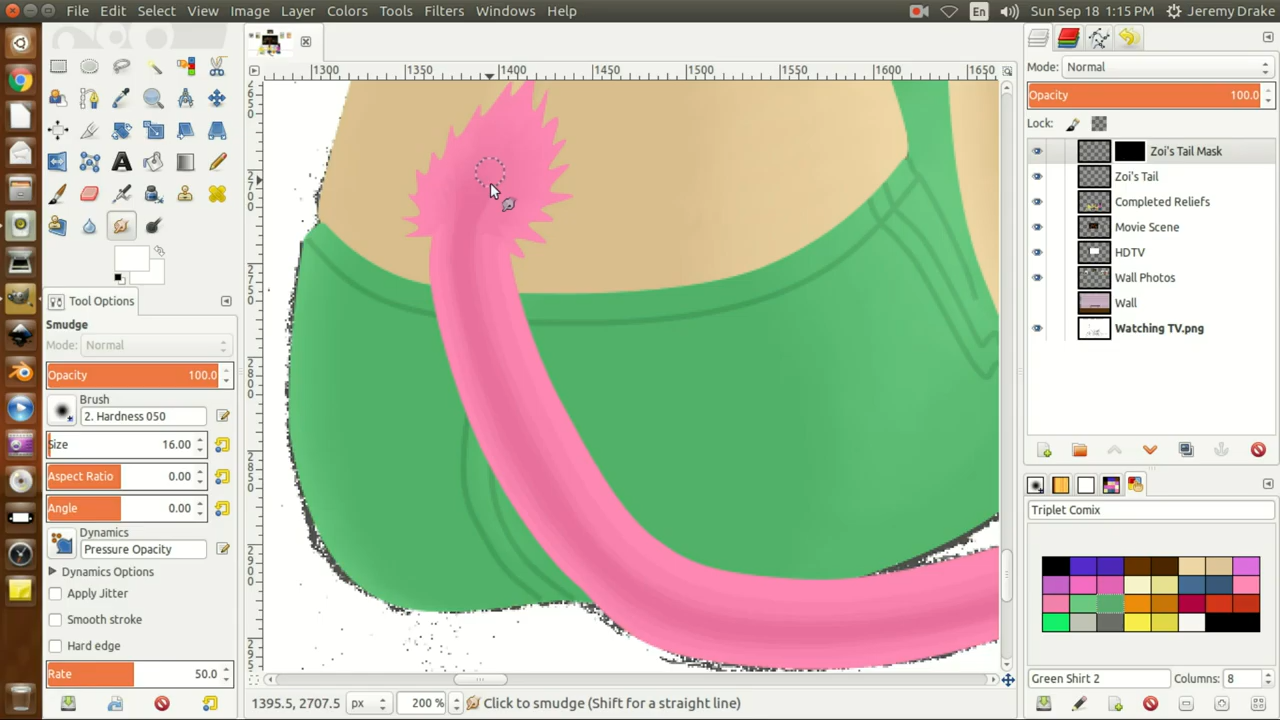 File Edit Select View Image Layer Colors Tools Filters Windows Help En Sun Sep 18 1:15 PM Jeremy Drake
1300 1350 1400 1450 1500 1550 1600 1650
Mode: Normal
Opacity 100.0
Lock:
Zoi's Tail Mask
Zoi's Tail
Completed Reliefs
Movie Scene
HDTV
Wall Photos
Wall
Watching TV.png
Tool Options
Smudge
Mode: Normal
Opacity 100.0
Brush
2. Hardness 050
Size 16.00
Aspect Ratio 0.00
Angle 0.00
Dynamics
Pressure Opacity
Dynamics Options
Apply Jitter
Smooth stroke
Hard edge
Rate 50.0
Triplet Comix
Green Shirt 2 Columns: 8
1395.5, 2707.5 px 200 % Click to smudge (Shift for a straight line)